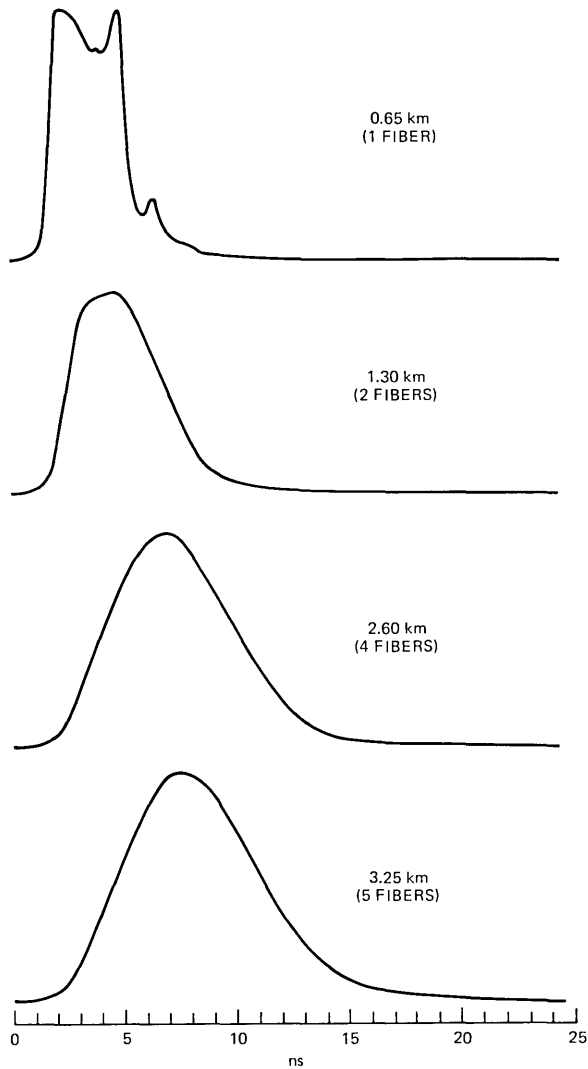 0.65 km
(1 FIBER)
1.30 km
(2 FIBERS)
2.60 km
(4 FIBERS)
3.25 km
(5 FIBERS)
0 5 10 15 20 25
ns